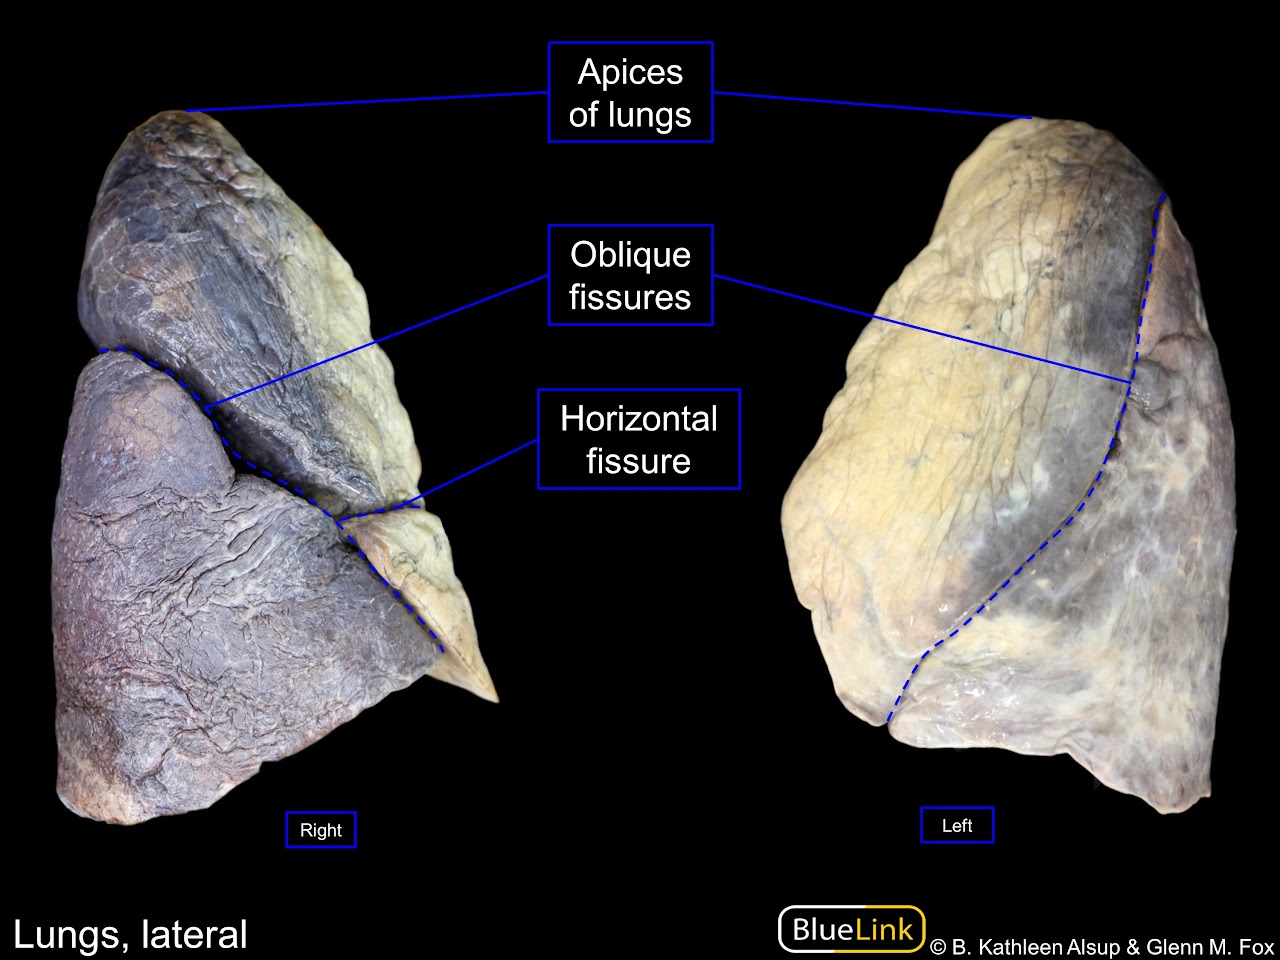 Apices
of lungs
Oblique
fissures
Horizontal
fissure
Right
Left
Lungs, lateral
BlueLink
© B. Kathleen Alsup & Glenn M. Fox